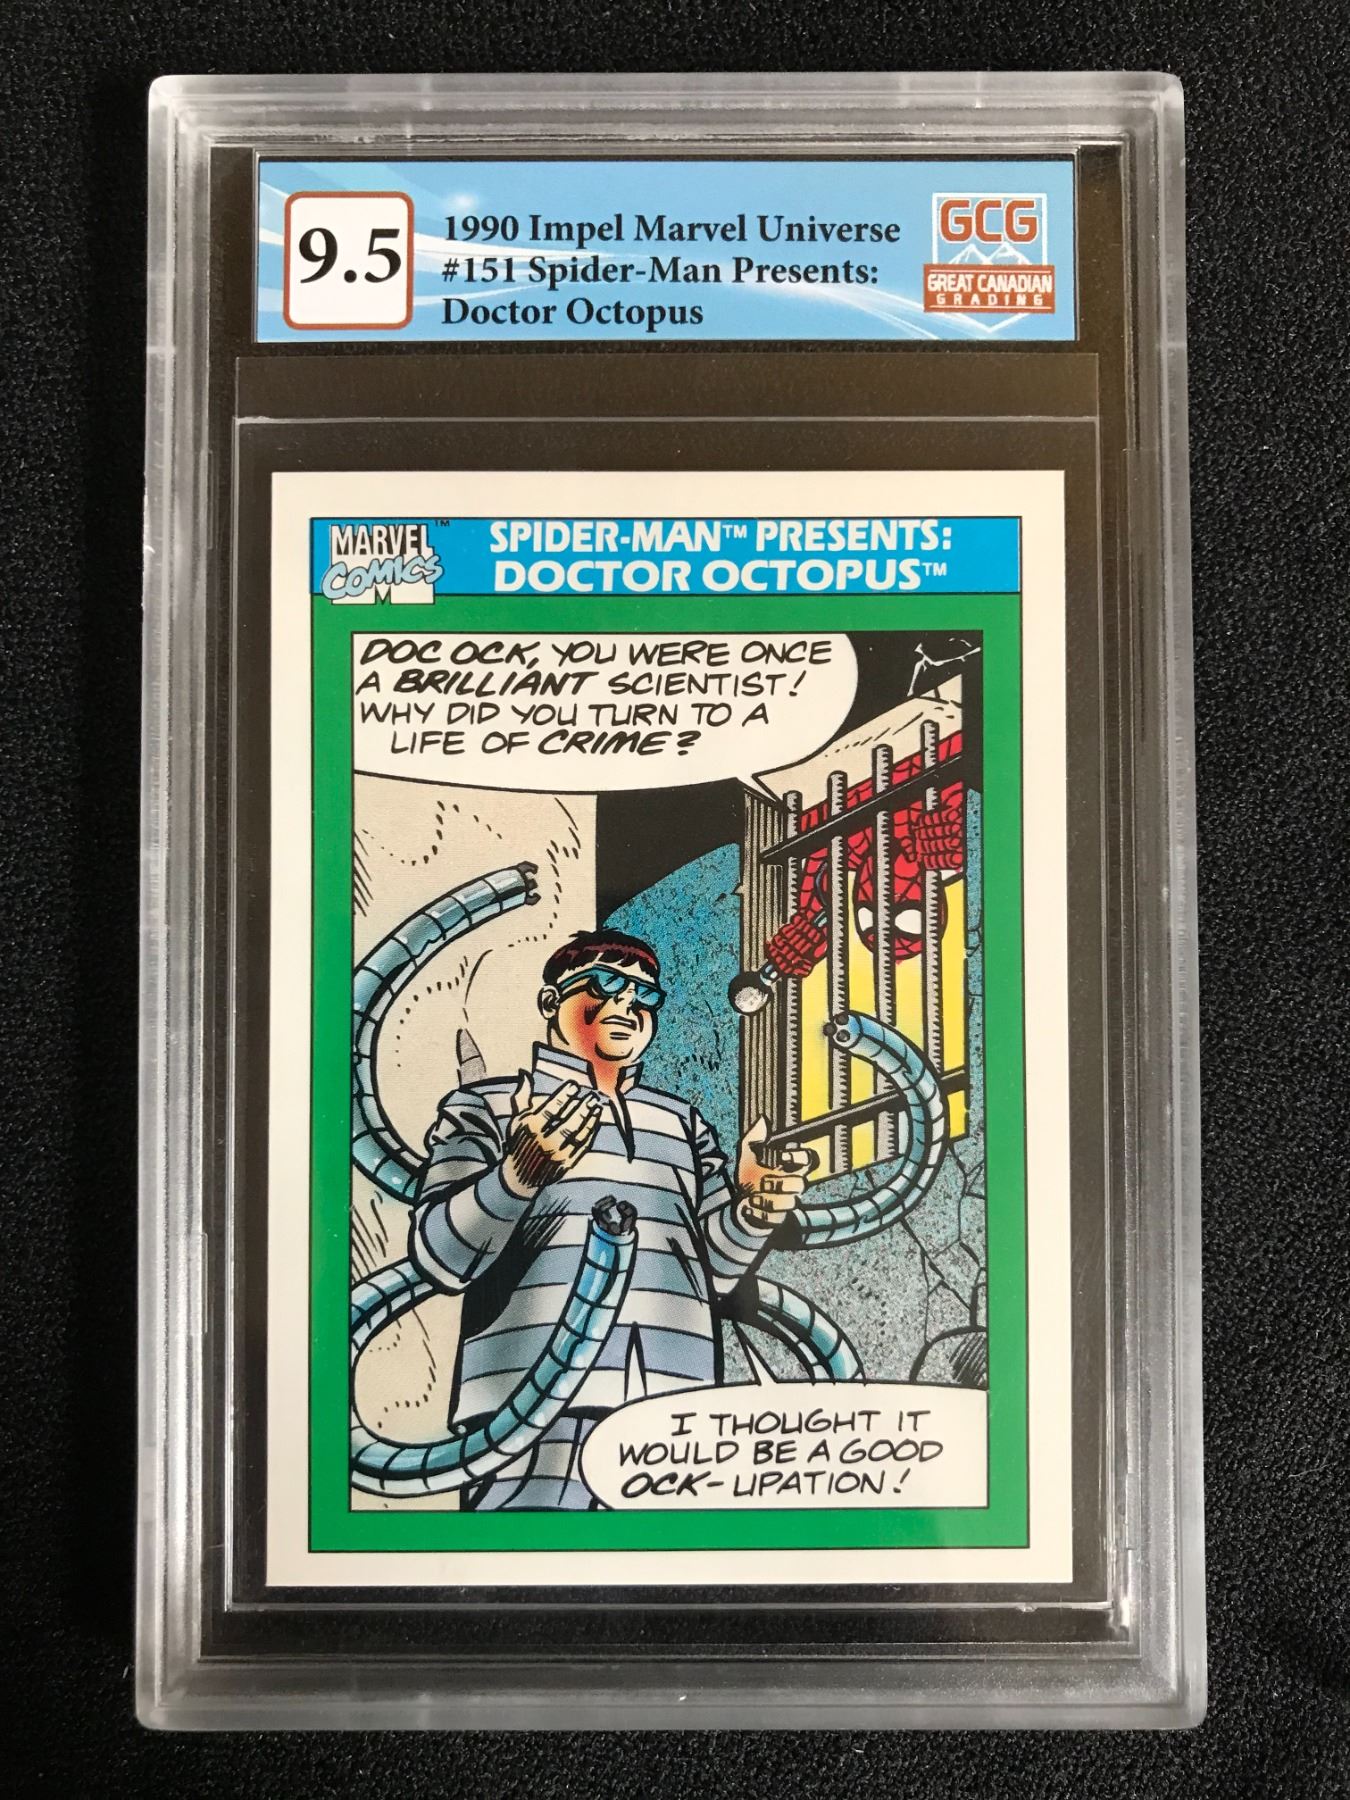 9.5
1990 Impel Marvel Universe
#151 Spider-Man Presents:
Doctor Octopus
GCG
GREAT CANADIAN
GRADING
MARVEL™
COMICS
SPIDER-MAN™ PRESENTS:
DOCTOR OCTOPUS™
DOC OCK, YOU WERE ONCE
A BRILLIANT SCIENTIST!
WHY DID YOU TURN TO A
LIFE OF CRIME?
I THOUGHT IT
WOULD BE A GOOD
OCK-UPATION!